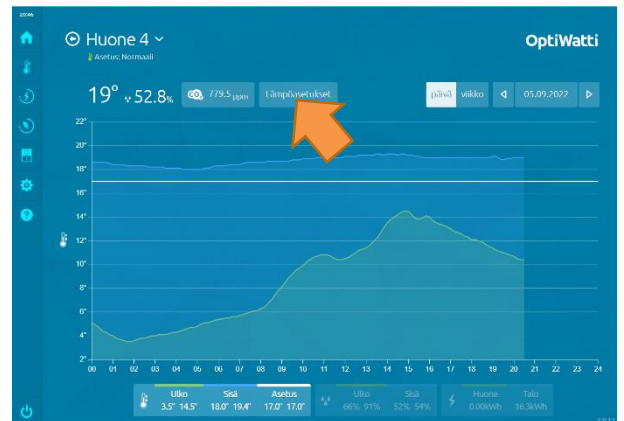 Huone 4
OptiWatti
Asetus: Normaali
19° 52.8% CO₂ 779.5 ppm Lämpöasetukset päivä viikko 05.09.2022
22°
20°
18°
16°
14°
12°
10°
8°
6°
4°
2°
00 01 02 03 04 05 06 07 08 09 10 11 12 13 14 15 16 17 18 19 20 21 22 23 24
Ulko Sisä Asetus Ulko Sisä Huone Talo
3.5° 14.5° 18.0° 19.4° 17.0° 17.0° 66% 91% 52% 54% 0.00kWh 16.3kWh